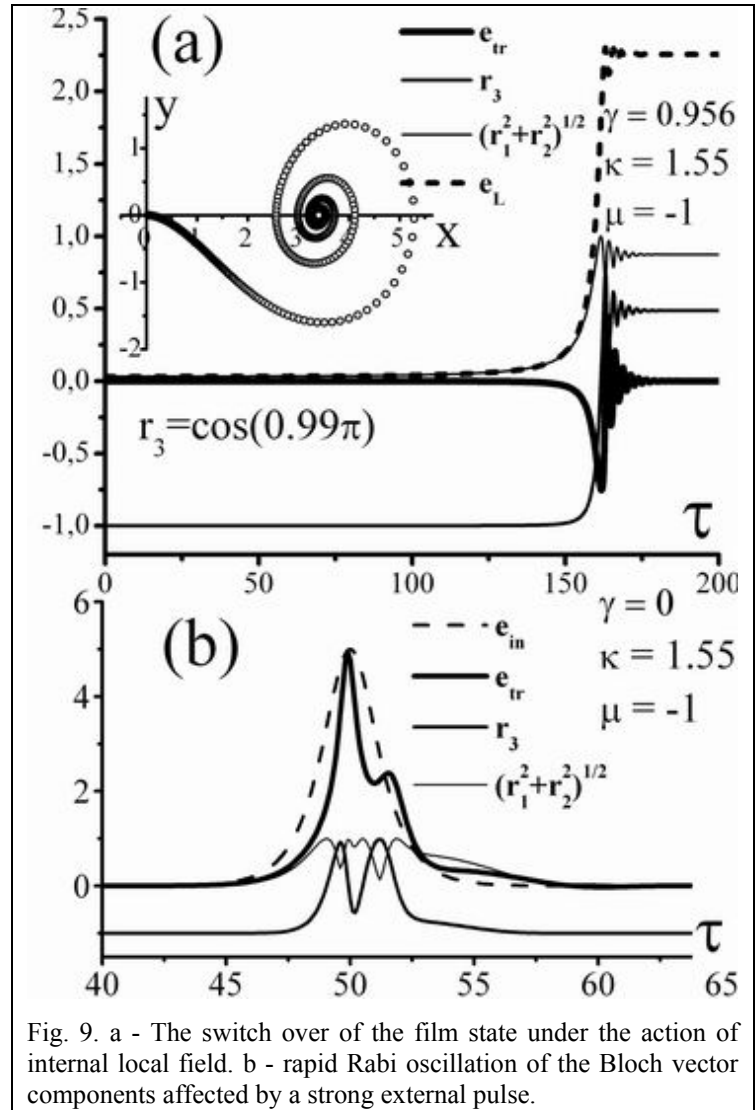 (a)
2,5
2,0
1,5
1,0
0,5
0,0
-0,5
-1,0
e_tr
r_3
(r_1^2+r_2^2)^1/2
e_L
γ = 0.956
κ = 1.55
μ = -1
y
1
0
-1
-2
0 1 2 3 4 5 X
r_3=cos(0.99π)
τ
0 50 100 150 200
(b)
6
4
2
0
e_in
e_tr
r_3
(r_1^2+r_2^2)^1/2
γ = 0
κ = 1.55
μ = -1
τ
40 45 50 55 60 65
Fig. 9. a - The switch over of the film state under the action of
internal local field. b - rapid Rabi oscillation of the Bloch vector
components affected by a strong external pulse.